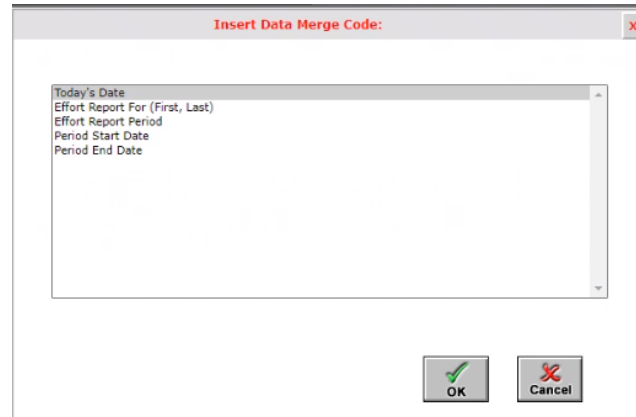 Insert Data Merge Code:
x
Today's Date
Effort Report For (First, Last)
Effort Report Period
Period Start Date
Period End Date
OK
Cancel